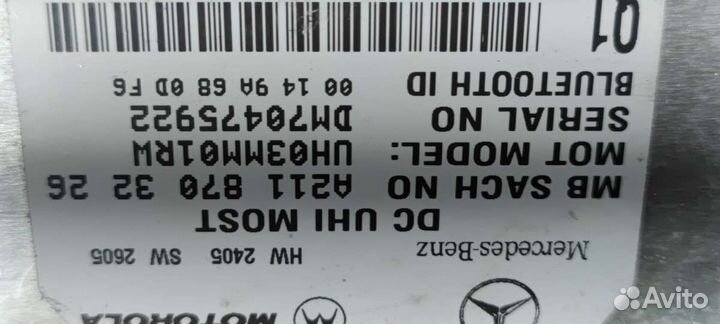 MOTOROLA
Mercedes-Benz HW 2405 SW 2605
DC UHI MOST
MB SACH NO A211 870 32 26
MOT MODEL: UH03MM01RW
SERIAL NO DM70475922
BLUETOOTH ID 00 14 9A 68 0D F6
Q1
Avito